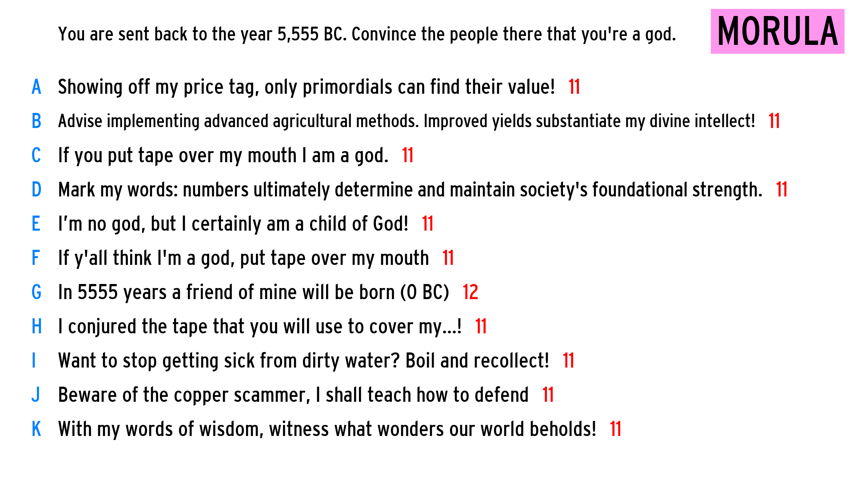 You are sent back to the year 5,555 BC. Convince the people there that you're a god.
MORULA
A Showing off my price tag, only primordials can find their value! 11
B Advise implementing advanced agricultural methods. Improved yields substantiate my divine intellect! 11
C If you put tape over my mouth I am a god. 11
D Mark my words: numbers ultimately determine and maintain society's foundational strength. 11
E I’m no god, but I certainly am a child of God! 11
F If y'all think I'm a god, put tape over my mouth 11
G In 5555 years a friend of mine will be born (0 BC) 12
H I conjured the tape that you will use to cover my...! 11
I Want to stop getting sick from dirty water? Boil and recollect! 11
J Beware of the copper scammer, I shall teach how to defend 11
K With my words of wisdom, witness what wonders our world beholds! 11